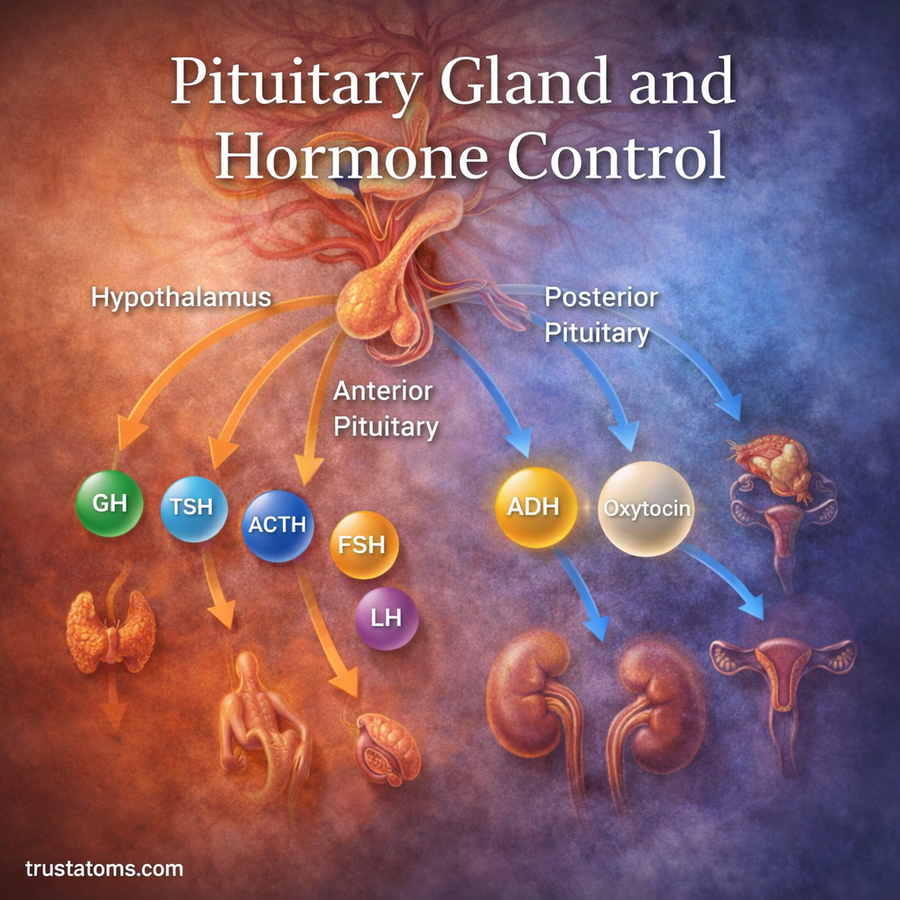 Pituitary Gland and
Hormone Control
Hypothalamus
Posterior
Pituitary
Anterior
Pituitary
GH
TSH
ACTH
FSH
LH
ADH
Oxytocin
trustatoms.com